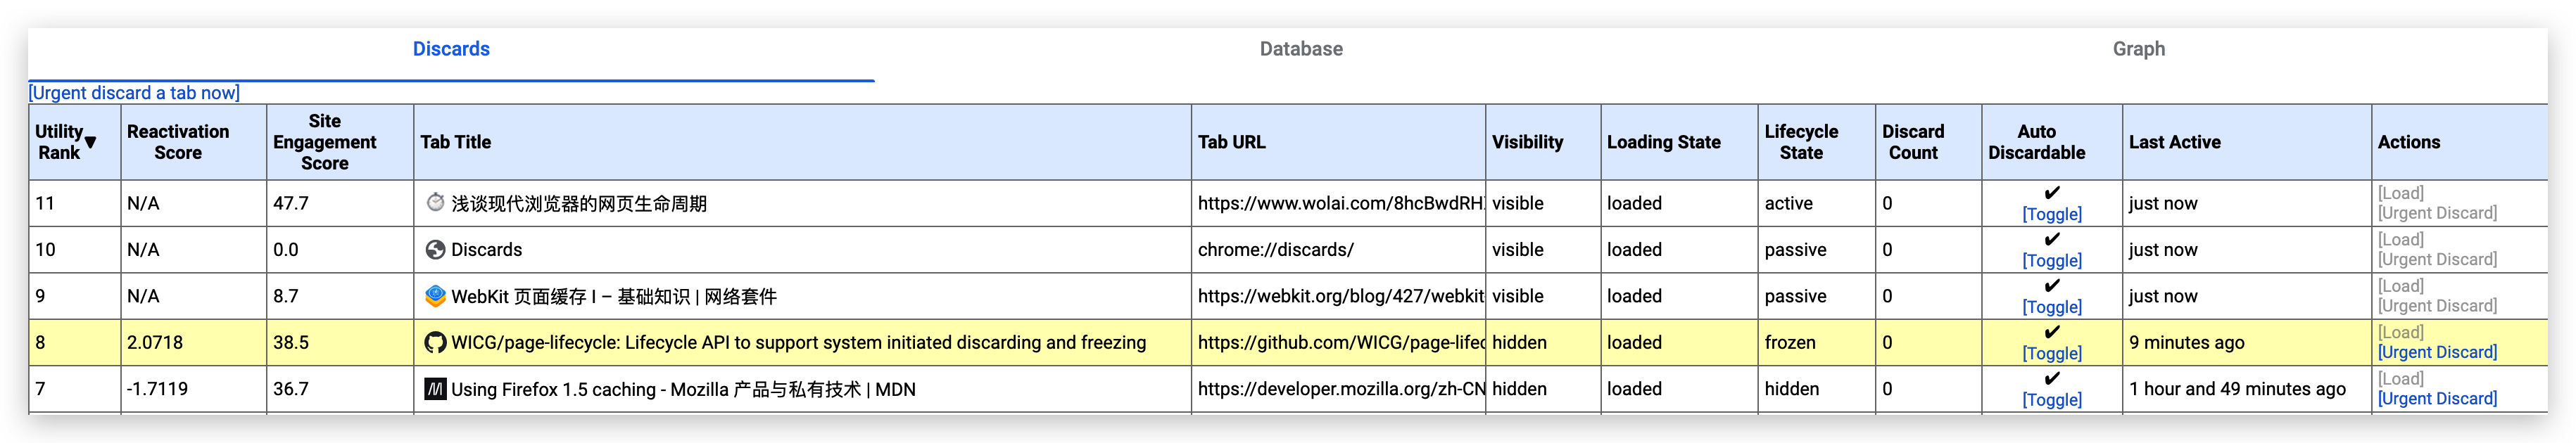 Discards Database Graph
[Urgent discard a tab now]
Utility Rank▼ Reactivation Score Site Engagement Score Tab Title Tab URL Visibility Loading State Lifecycle State Discard Count Auto Discardable Last Active Actions
11 N/A 47.7 浅谈现代浏览器的网页生命周期 https://www.wolai.com/8hcBwdRH visible loaded active 0 ✔ [Toggle] just now [Load] [Urgent Discard]
10 N/A 0.0 Discards chrome://discards/ visible loaded passive 0 ✔ [Toggle] just now [Load] [Urgent Discard]
9 N/A 8.7 WebKit 页面缓存 I – 基础知识 | 网络套件 https://webkit.org/blog/427/webkit visible loaded passive 0 ✔ [Toggle] just now [Load] [Urgent Discard]
8 2.0718 38.5 WICG/page-lifecycle: Lifecycle API to support system initiated discarding and freezing https://github.com/WICG/page-lifec hidden loaded frozen 0 ✔ [Toggle] 9 minutes ago [Load] [Urgent Discard]
7 -1.7119 36.7 Using Firefox 1.5 caching - Mozilla 产品与私有技术 | MDN https://developer.mozilla.org/zh-CN hidden loaded hidden 0 ✔ [Toggle] 1 hour and 49 minutes ago [Load] [Urgent Discard]